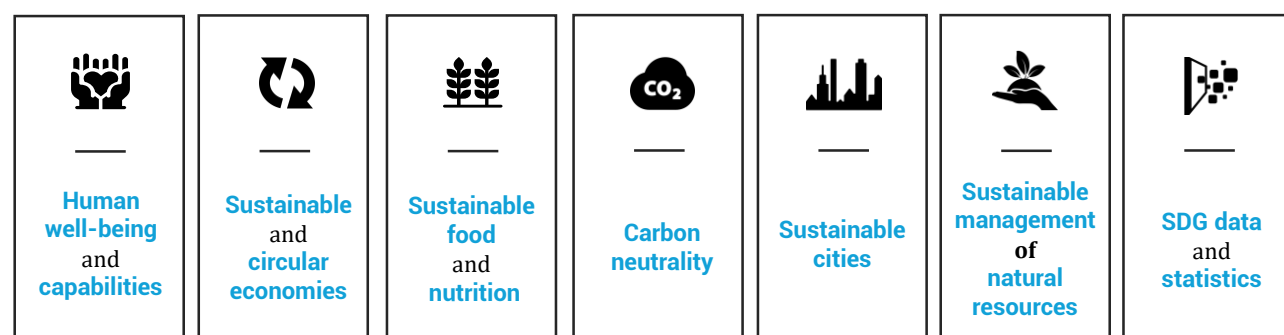 Human
well-being
and
capabilities
Sustainable
and
circular
economies
Sustainable
food
and
nutrition
CO₂
Carbon
neutrality
Sustainable
cities
Sustainable
management
of
natural
resources
SDG data
and
statistics